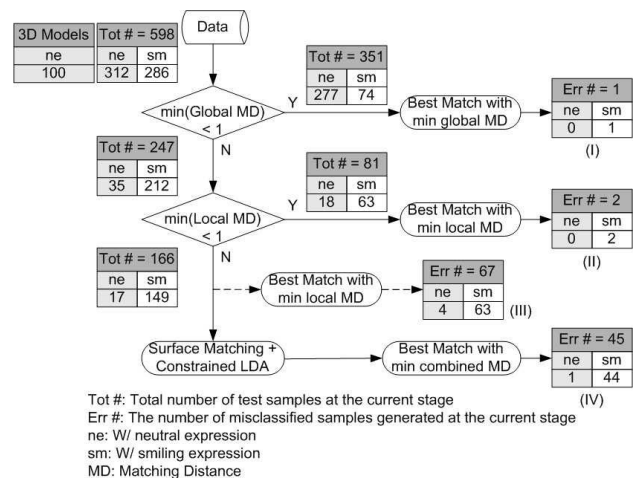 3D Models Tot # = 598 Data
ne ne sm
100 312 286
Tot # = 351
ne sm
277 74
min(Global MD)
< 1
Y
Best Match with
min global MD
Err # = 1
ne sm
0 1
(I)
N
Tot # = 247
ne sm
35 212
Tot # = 81
ne sm
18 63
min(Local MD)
< 1
Y
Best Match with
min local MD
Err # = 2
ne sm
0 2
(II)
N
Tot # = 166
ne sm
17 149
Best Match with
min local MD
Err # = 67
ne sm
4 63
(III)
Surface Matching +
Constrained LDA
Best Match with
min combined MD
Err # = 45
ne sm
1 44
(IV)
Tot #: Total number of test samples at the current stage
Err #: The number of misclassified samples generated at the current stage
ne: W/ neutral expression
sm: W/ smiling expression
MD: Matching Distance